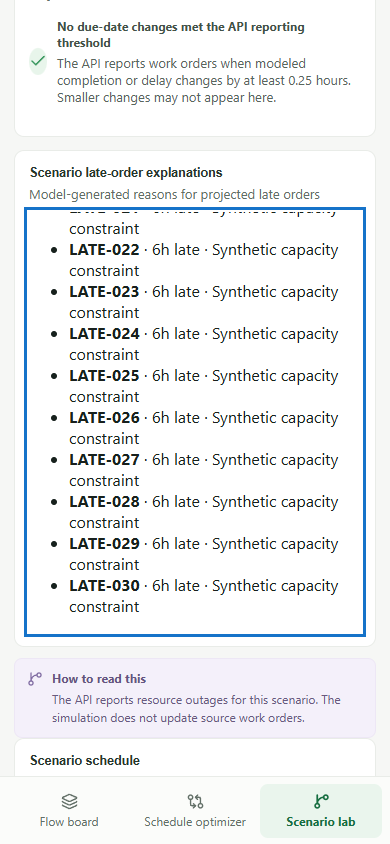 No due-date changes met the API reporting
threshold
The API reports work orders when modeled
completion or delay changes by at least 0.25 hours.
Smaller changes may not appear here.
Scenario late-order explanations
Model-generated reasons for projected late orders
constraint
LATE-022 · 6h late · Synthetic capacity
constraint
LATE-023 · 6h late · Synthetic capacity
constraint
LATE-024 · 6h late · Synthetic capacity
constraint
LATE-025 · 6h late · Synthetic capacity
constraint
LATE-026 · 6h late · Synthetic capacity
constraint
LATE-027 · 6h late · Synthetic capacity
constraint
LATE-028 · 6h late · Synthetic capacity
constraint
LATE-029 · 6h late · Synthetic capacity
constraint
LATE-030 · 6h late · Synthetic capacity
constraint
How to read this
The API reports resource outages for this scenario. The
simulation does not update source work orders.
Scenario schedule
Flow board
Schedule optimizer
Scenario lab